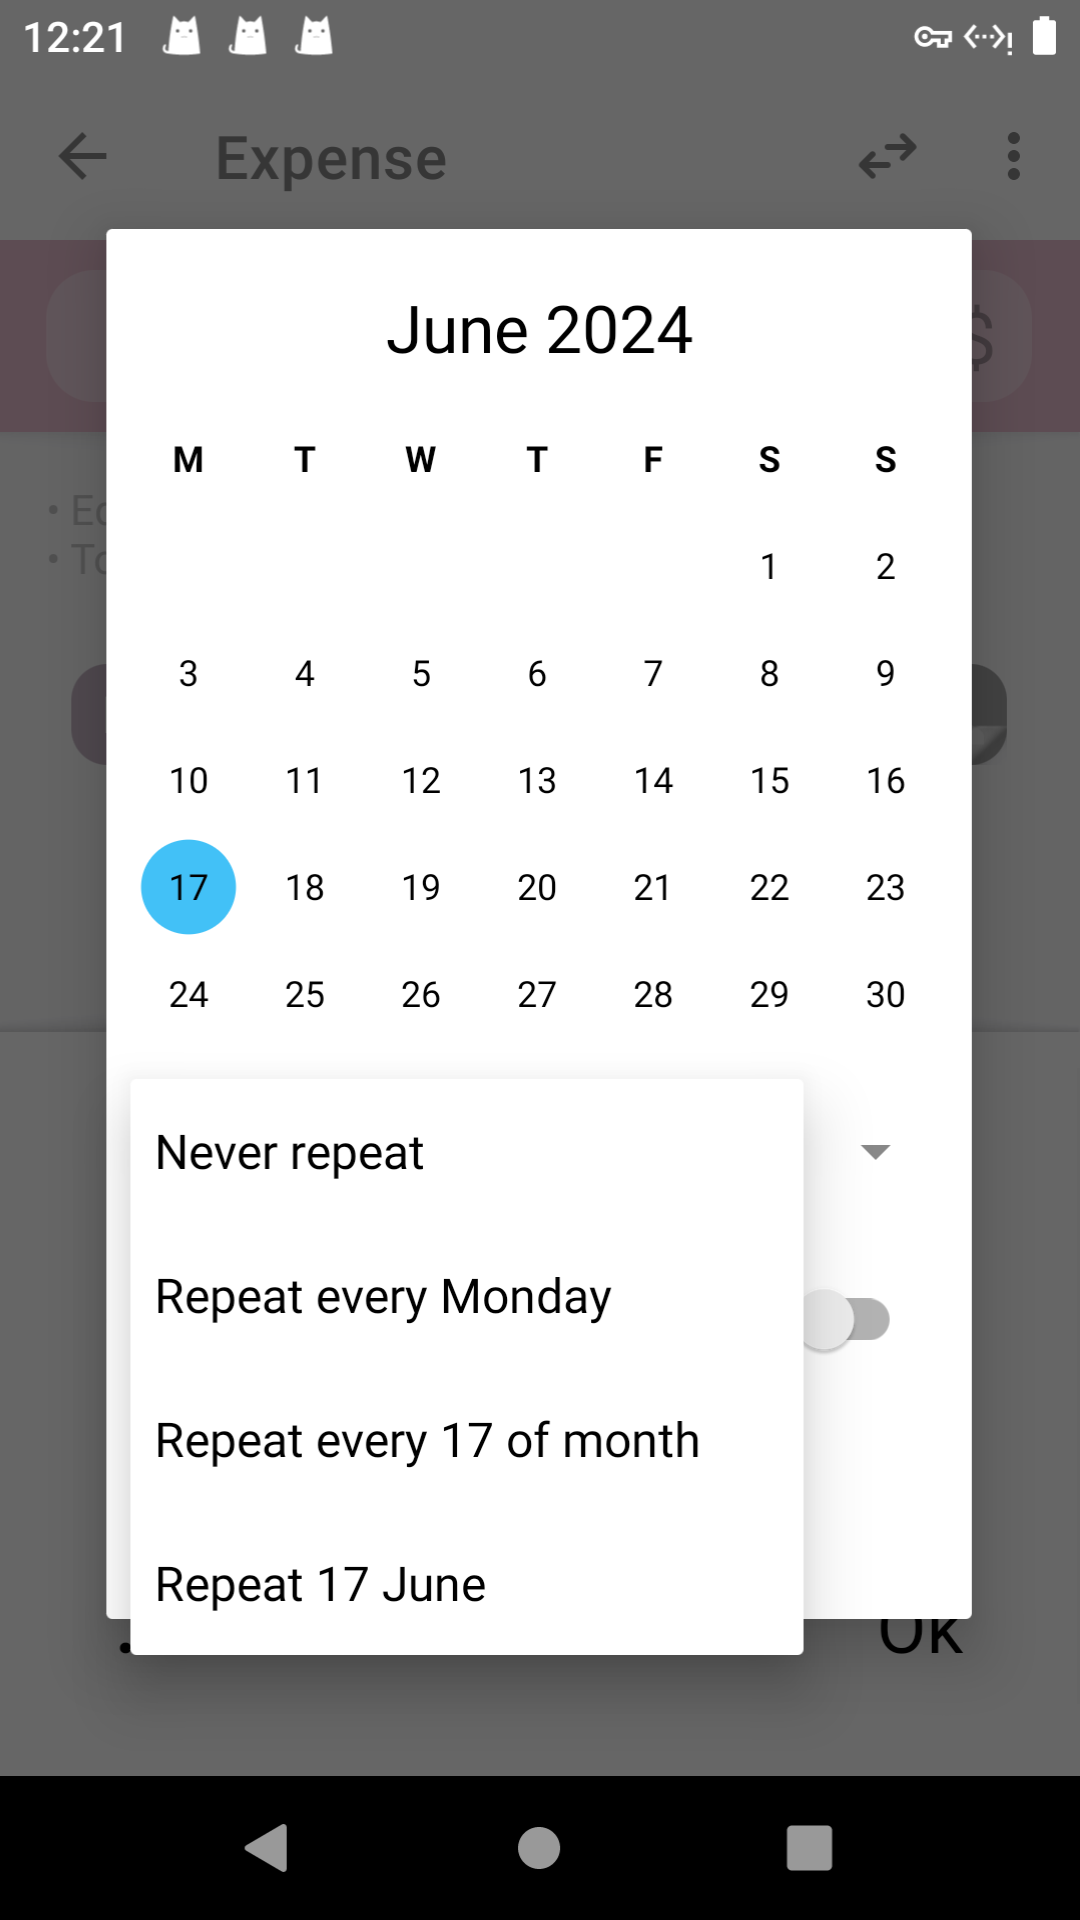 12:21
Expense
$
June 2024
M T W T F S S
1 2
3 4 5 6 7 8 9
10 11 12 13 14 15 16
17 18 19 20 21 22 23
24 25 26 27 28 29 30
Never repeat
Repeat every Monday
Repeat every 17 of month
Repeat 17 June
OK